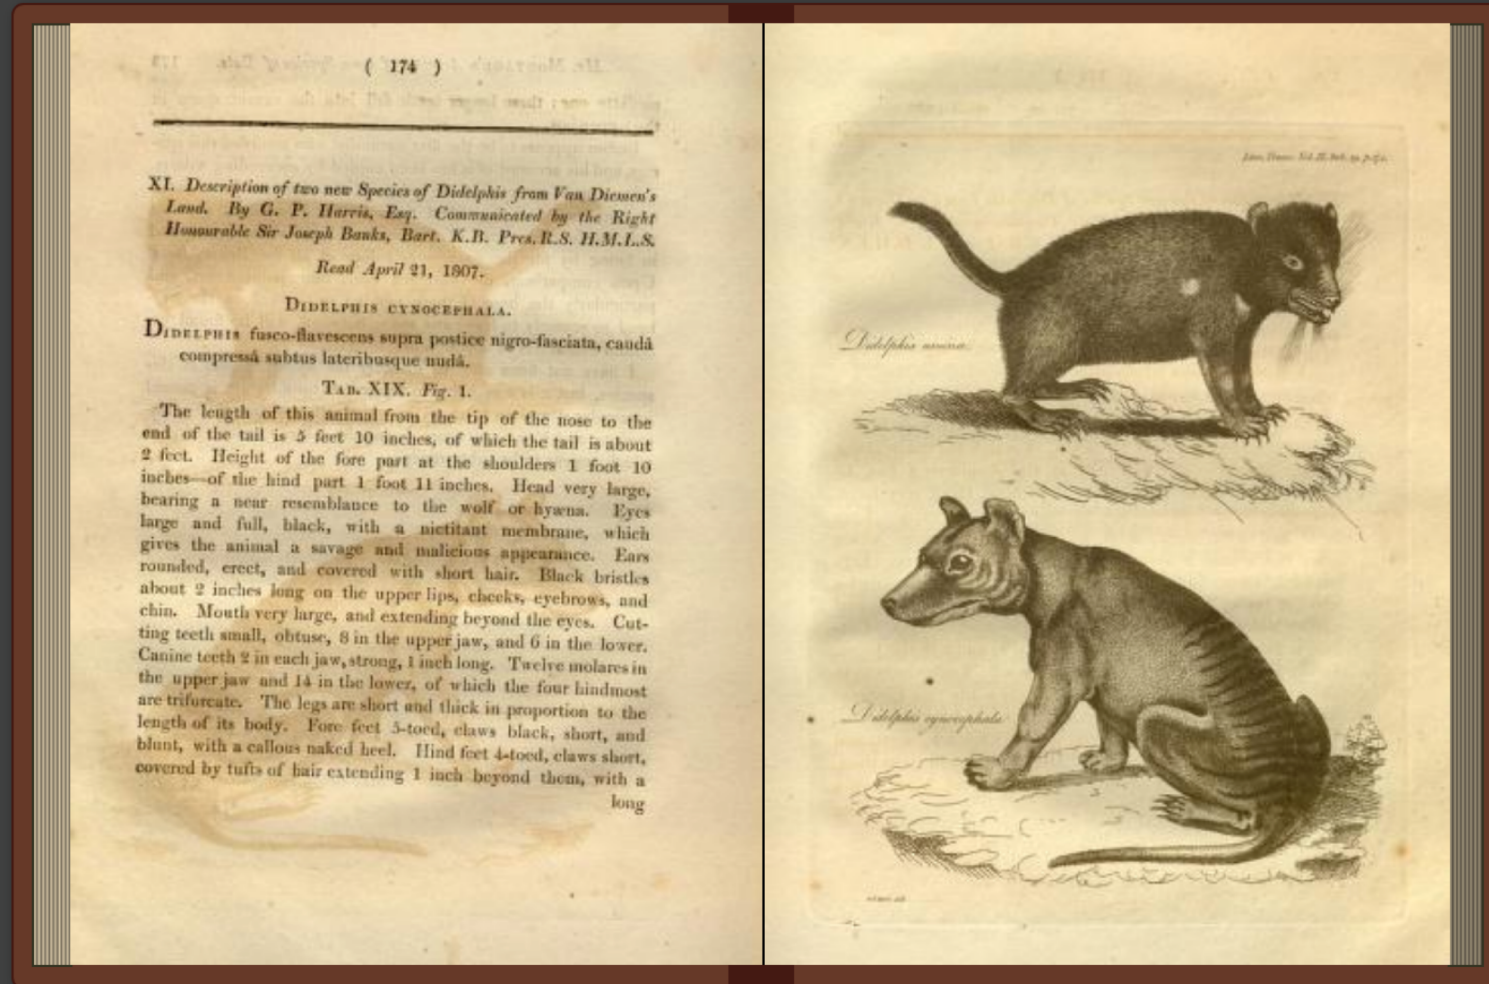 ( 174 )
XI. Description of two new Species of Didelphis from Van Diemen's
Land. By G. P. Harris, Esq. Communicated by the Right
Honourable Sir Joseph Banks, Bart. K.B. Pres. R.S. H.M.L.S.
Read April 21, 1807.
DIDELPHIS CYNOCEPHALA.
DIDELPHIS fusco-flavescens supra postice nigro-fasciata, caudâ
compressâ subtus lateribusque nudâ.
TAB. XIX. Fig. 1.
The length of this animal from the tip of the nose to the
end of the tail is 5 feet 10 inches, of which the tail is about
2 feet. Height of the fore part at the shoulders 1 foot 10
inches—of the hind part 1 foot 11 inches. Head very large,
bearing a near resemblance to the wolf or hyæna. Eyes
large and full, black, with a nictitant membrane, which
gives the animal a savage and malicious appearance. Ears
rounded, erect, and covered with short hair. Black bristles
about 2 inches long on the upper lips, cheeks, eyebrows, and
chin. Mouth very large, and extending beyond the eyes. Cut-
ting teeth small, obtuse, 8 in the upper jaw, and 6 in the lower.
Canine teeth 2 in each jaw, strong, 1 inch long. Twelve molares in
the upper jaw and 14 in the lower, of which the four hindmost
are trifurcate. The legs are short and thick in proportion to the
length of its body. Fore feet 5-toed, claws black, short, and
blunt, with a callous naked heel. Hind feet 4-toed, claws short,
covered by tufts of hair extending 1 inch beyond them, with a
long
Linn. Trans. Vol. IX.
Didelphis ursina.
Didelphis cynocephala.